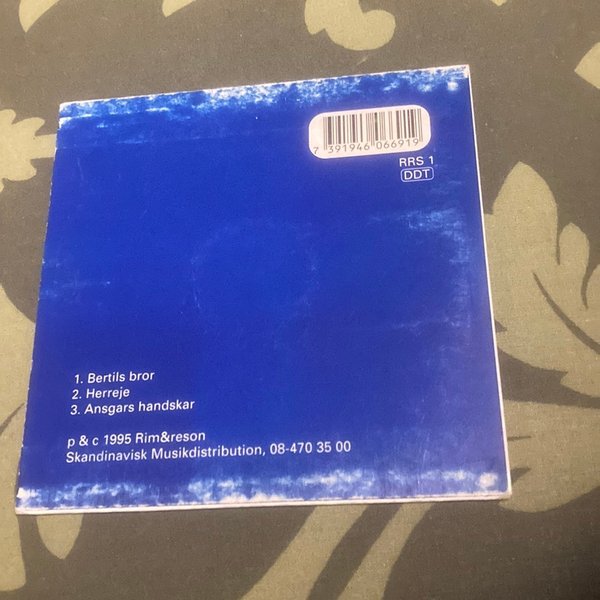 7 391946 066919
RRS 1
DDT
1. Bertils bror
2. Herreje
3. Ansgars handskar
p & c 1995 Rim&reson
Skandinavisk Musikdistribution, 08-470 35 00